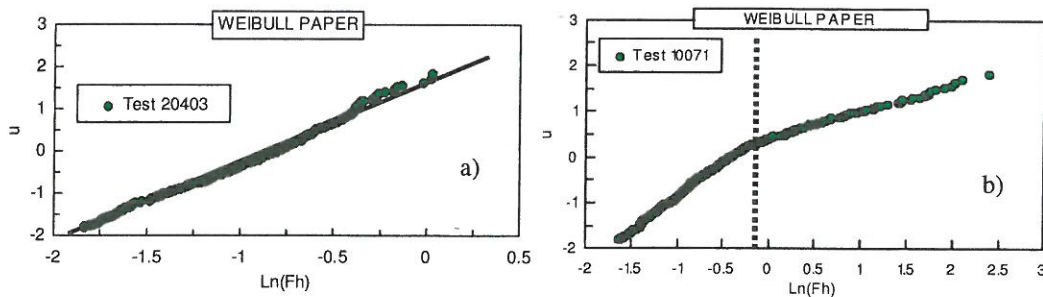 WEIBULL PAPER
3
2
1
0
-1
-2
u
Test 20403
a)
-2 -1.5 -1 -0.5 0 0.5
Ln(Fh)
WEIBULL PAPER
3
2
1
0
-1
-2
u
Test 10071
b)
-2 -1.5 -1 -0.5 0 0.5 1 1.5 2 2.5 3
Ln(Fh)